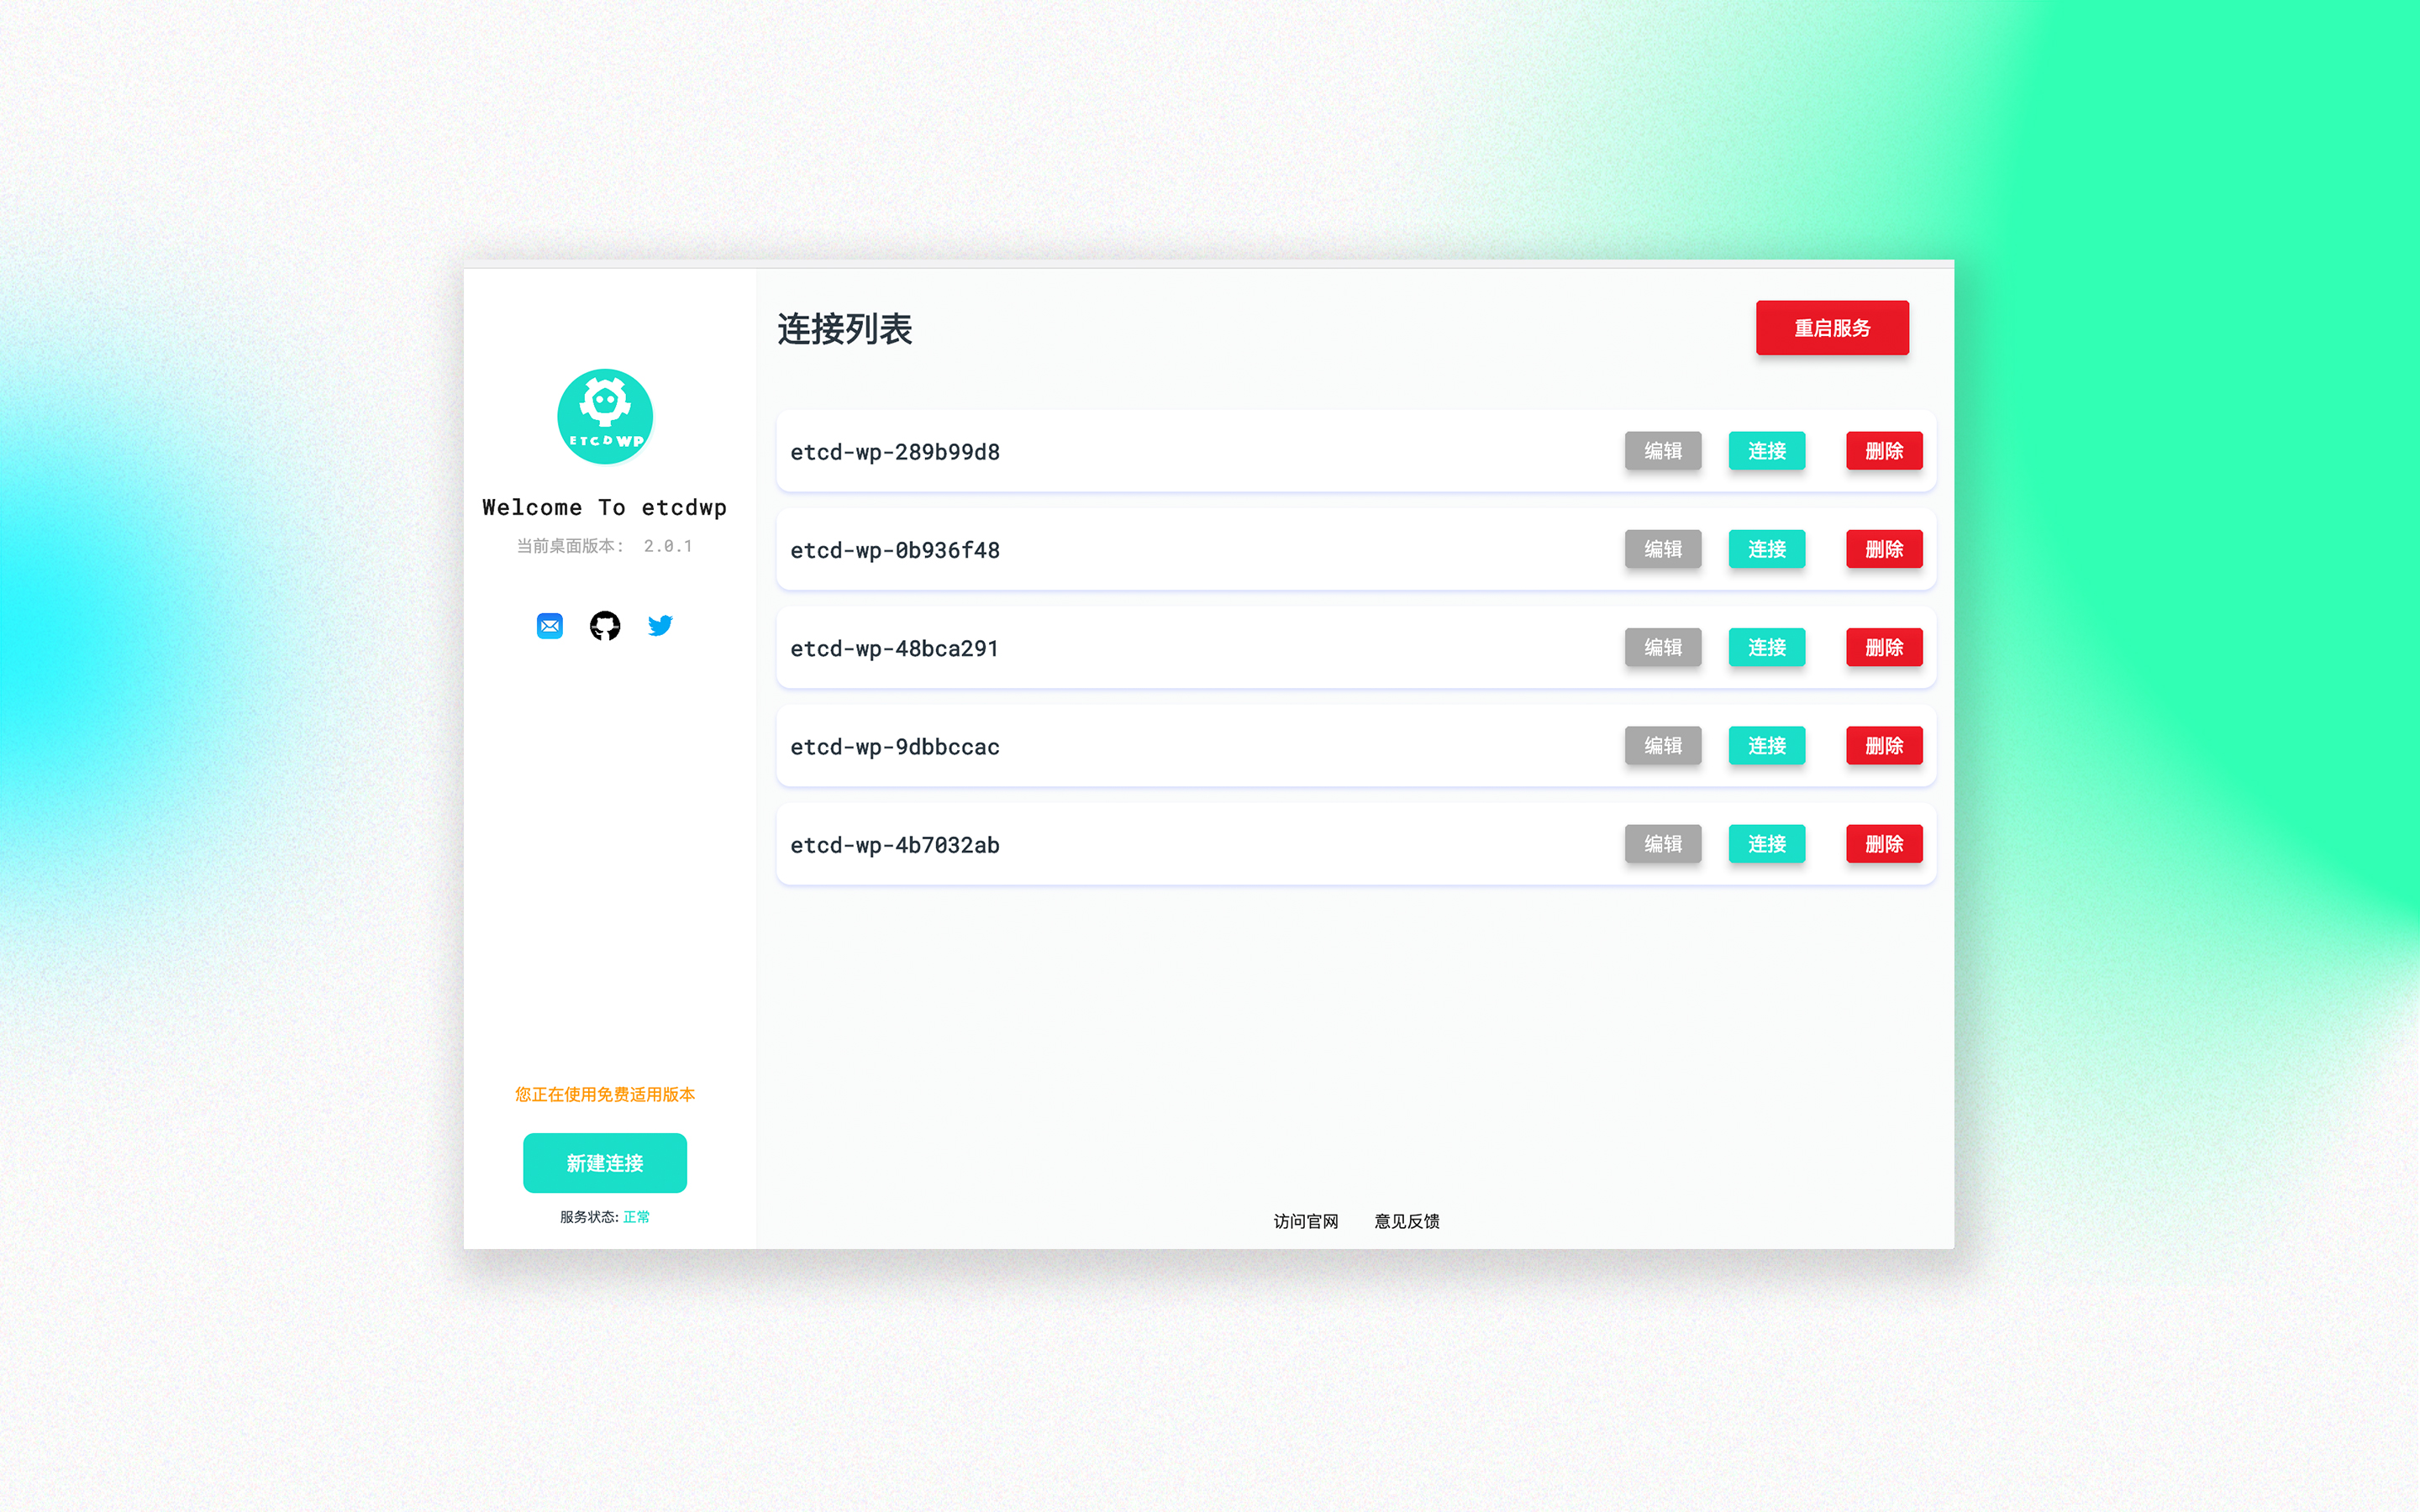 ETCD WP
Welcome To etcdwp
当前桌面版本： 2.0.1
您正在使用免费适用版本
新建连接
服务状态: 正常
连接列表
重启服务
etcd-wp-289b99d8 编辑 连接 删除
etcd-wp-0b936f48 编辑 连接 删除
etcd-wp-48bca291 编辑 连接 删除
etcd-wp-9dbbccac 编辑 连接 删除
etcd-wp-4b7032ab 编辑 连接 删除
访问官网 意见反馈